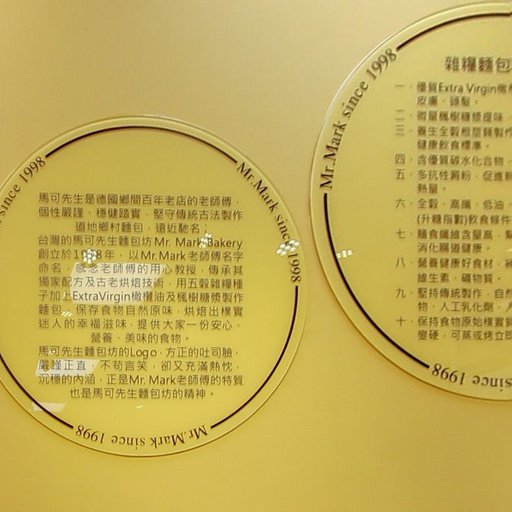 Mr.Mark since 1998
since 1998
馬可先生是德國鄉間百年老店的老師傅，
個性嚴謹、穩健踏實，堅守傳統古法製作
道地鄉村麵包，遠近馳名；
台灣的馬可先生麵包坊 Mr. Mark Bakery
創立於1998年，以Mr.Mark老師傅名字
命名，感念老師傅的用心教授，傳承其
獨家配方及古老烘焙技術，用五穀雜糧種
子加上ExtraVirgin橄欖油及楓樹糖漿製作
麵包，保存食物自然原味，烘焙出樸實
迷人的幸福滋味，提供大家一份安心、
營養、美味的食物。
馬可先生麵包坊的Logo，方正的吐司臉，
嚴謹正直，不苟言笑，卻又充滿熱忱，
沉穩的內涵，正是Mr. Mark老師傅的特質
也是馬可先生麵包坊的精神。
Mr.Mark since 1998
Mr.Mark since 1998
雜糧麵包
一、優質Extra Virgin橄
皮膚、頭髮。
二、微量楓樹糖漿提味
三、養生全穀根莖類製作
健康飲食標準。
四、含優質碳水化合物
五、多抗性澱粉，促進
熱量。
六、全穀、高纖、低油
(升糖指數)飲食條件
七、麵食纖維含量高，幫
消化腸道健康。
八、營養健康好食材，
維生素、礦物質。
九、堅持傳統製作，自然
物、人工乳化劑、人
十、保持食物原始樸實
變硬，可蒸或烤立即
since 1998